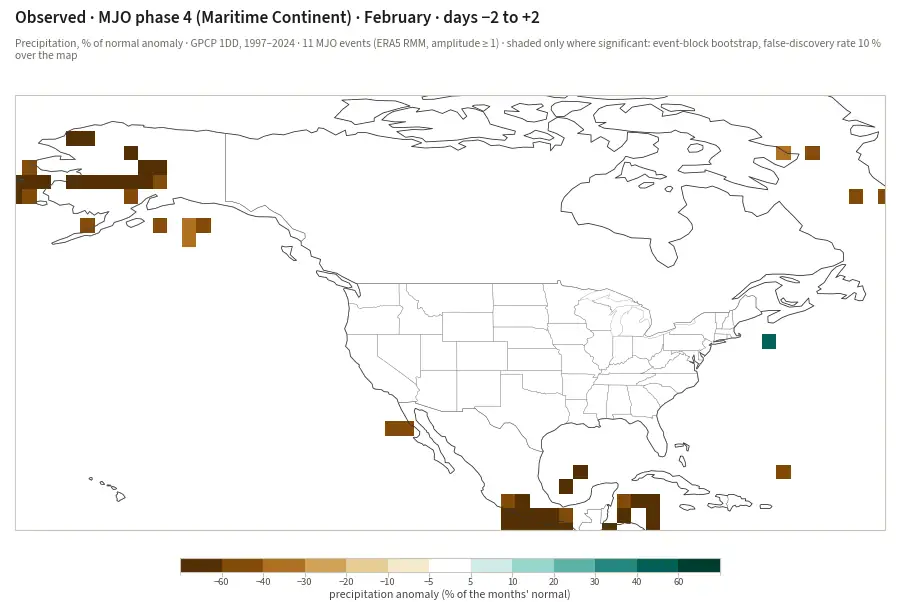 Observed · MJO phase 4 (Maritime Continent) · February · days −2 to +2
Precipitation, % of normal anomaly · GPCP 1DD, 1997–2024 · 11 MJO events (ERA5 RMM, amplitude ≥ 1) · shaded only where significant: event-block bootstrap, false-discovery rate 10 %
over the map
−60 −40 −30 −20 −10 −5 5 10 20 30 40 60
precipitation anomaly (% of the months' normal)